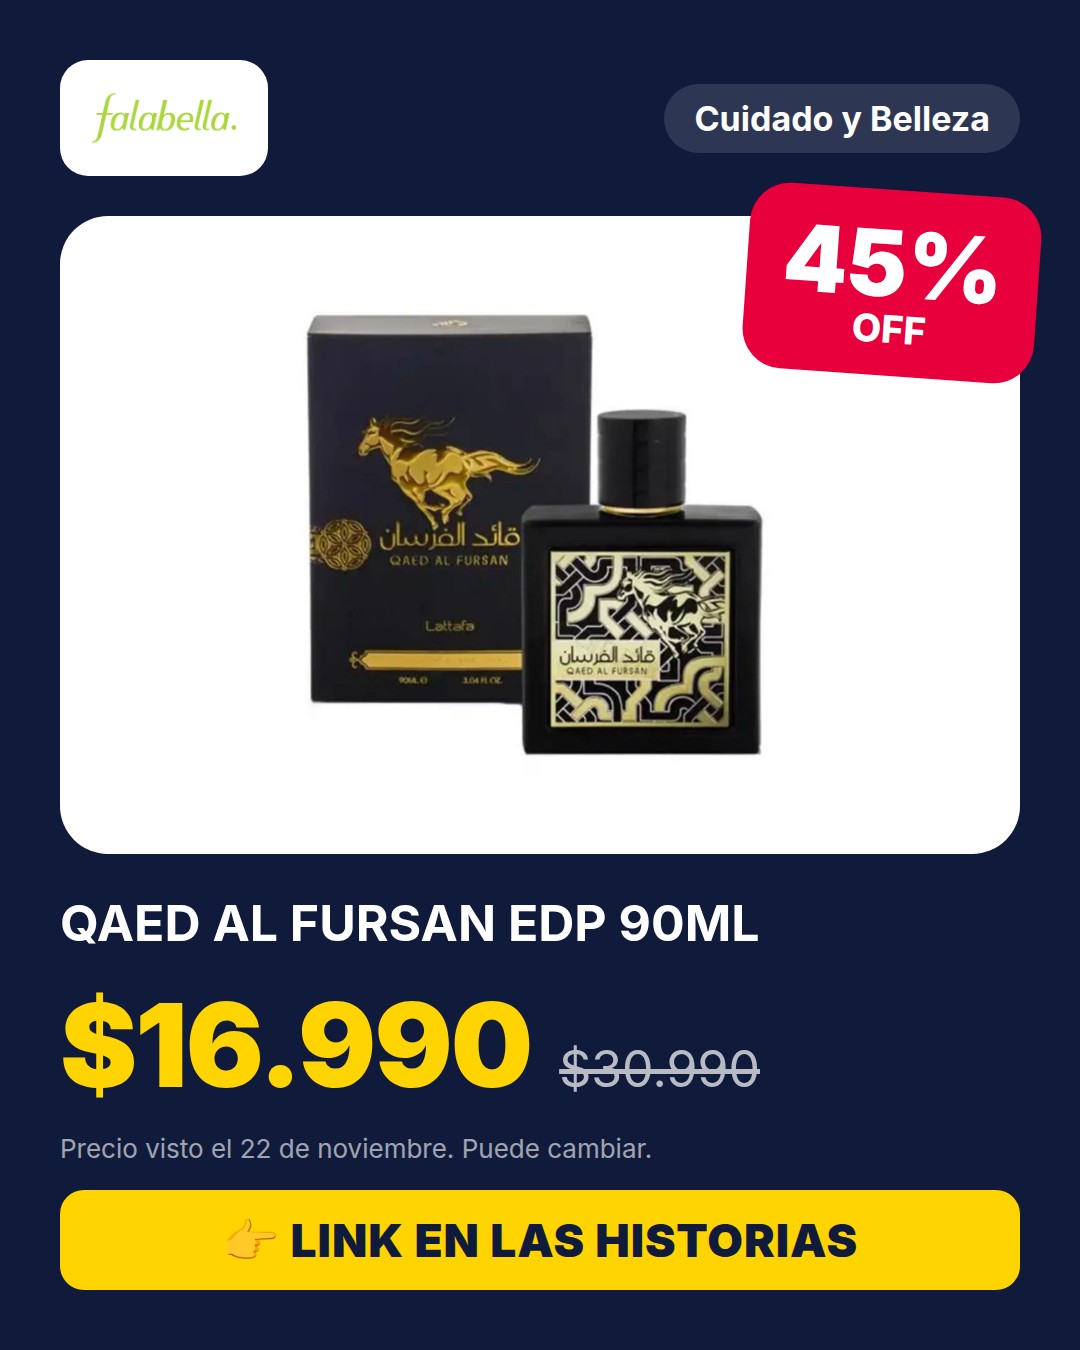 falabella.
Cuidado y Belleza
45%
OFF
قائد الفرسان
QAED AL FURSAN
Lattafa
90ML
3.04 FL OZ.
قائد الفرسان
QAED AL FURSAN
QAED AL FURSAN EDP 90ML
$16.990 $30.990
Precio visto el 22 de noviembre. Puede cambiar.
👉 LINK EN LAS HISTORIAS